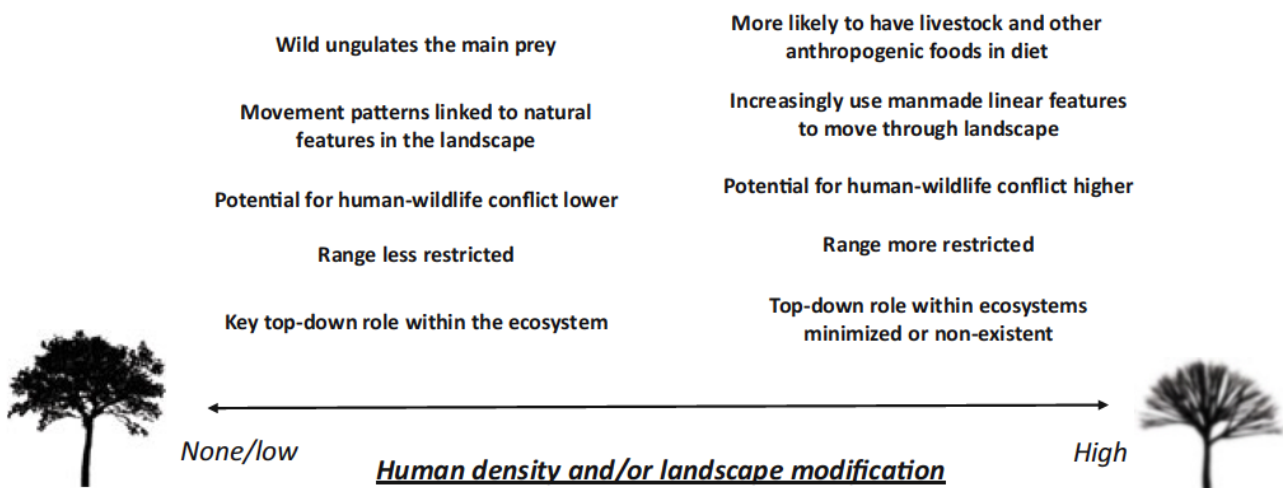 Wild ungulates the main prey
Movement patterns linked to natural
features in the landscape
Potential for human-wildlife conflict lower
Range less restricted
Key top-down role within the ecosystem
More likely to have livestock and other
anthropogenic foods in diet
Increasingly use manmade linear features
to move through landscape
Potential for human-wildlife conflict higher
Range more restricted
Top-down role within ecosystems
minimized or non-existent
None/low
Human density and/or landscape modification
High